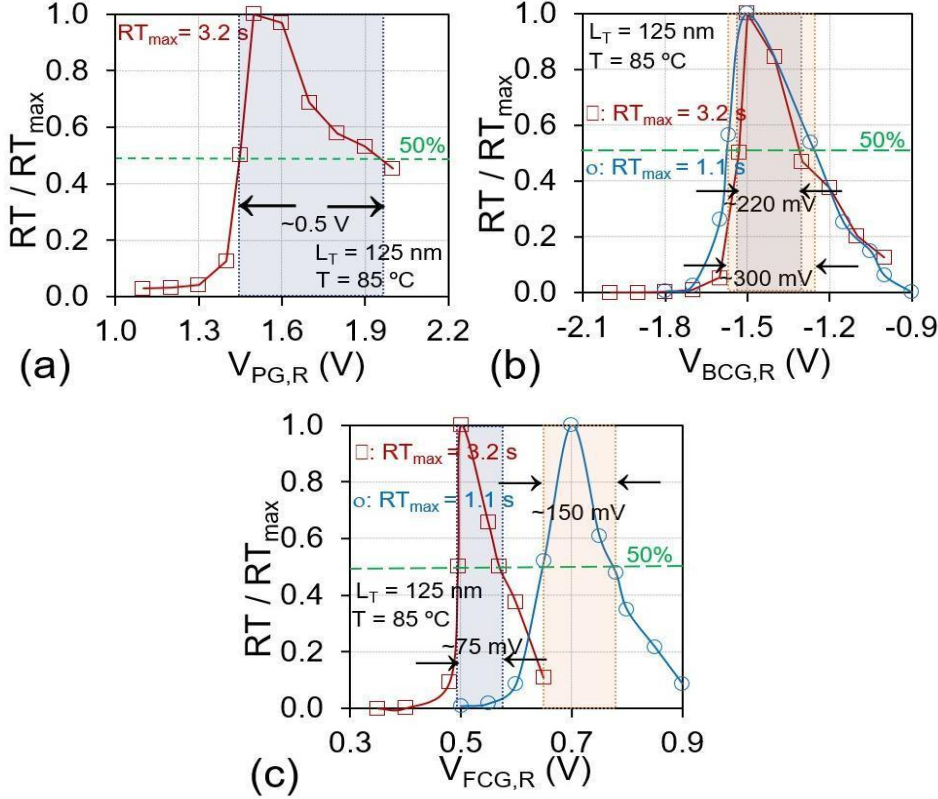 RTmax = 3.2 s
50%
~0.5 V
LT = 125 nm
T = 85 ºC
RT / RTmax
1.0
0.8
0.6
0.4
0.2
0.0
1.0 1.3 1.6 1.9 2.2
(a) VPG,R (V)
LT = 125 nm
T = 85 ºC
□: RTmax = 3.2 s
50%
o: RTmax = 1.1 s
~220 mV
~300 mV
RT / RTmax
1.0
0.8
0.6
0.4
0.2
0.0
-2.1 -1.8 -1.5 -1.2 -0.9
(b) VBCG,R (V)
□: RTmax = 3.2 s
o: RTmax = 1.1 s
~150 mV
50%
LT = 125 nm
T = 85 ºC
~75 mV
RT / RTmax
1.0
0.8
0.6
0.4
0.2
0.0
0.3 0.5 0.7 0.9
(c) VFCG,R (V)